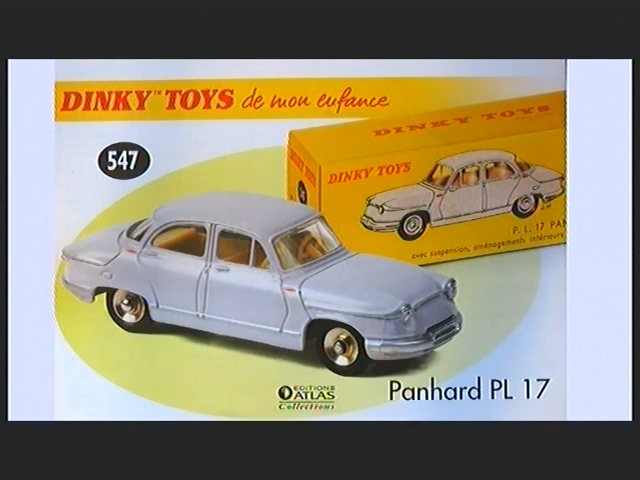 DINKY™ TOYS de mon enfance
547
DINKY TOYS
DINKY TOYS
P. L. 17 PAN
avec suspension, aménagements intérieurs,
EDITIONS
ATLAS
Collections
Panhard PL 17